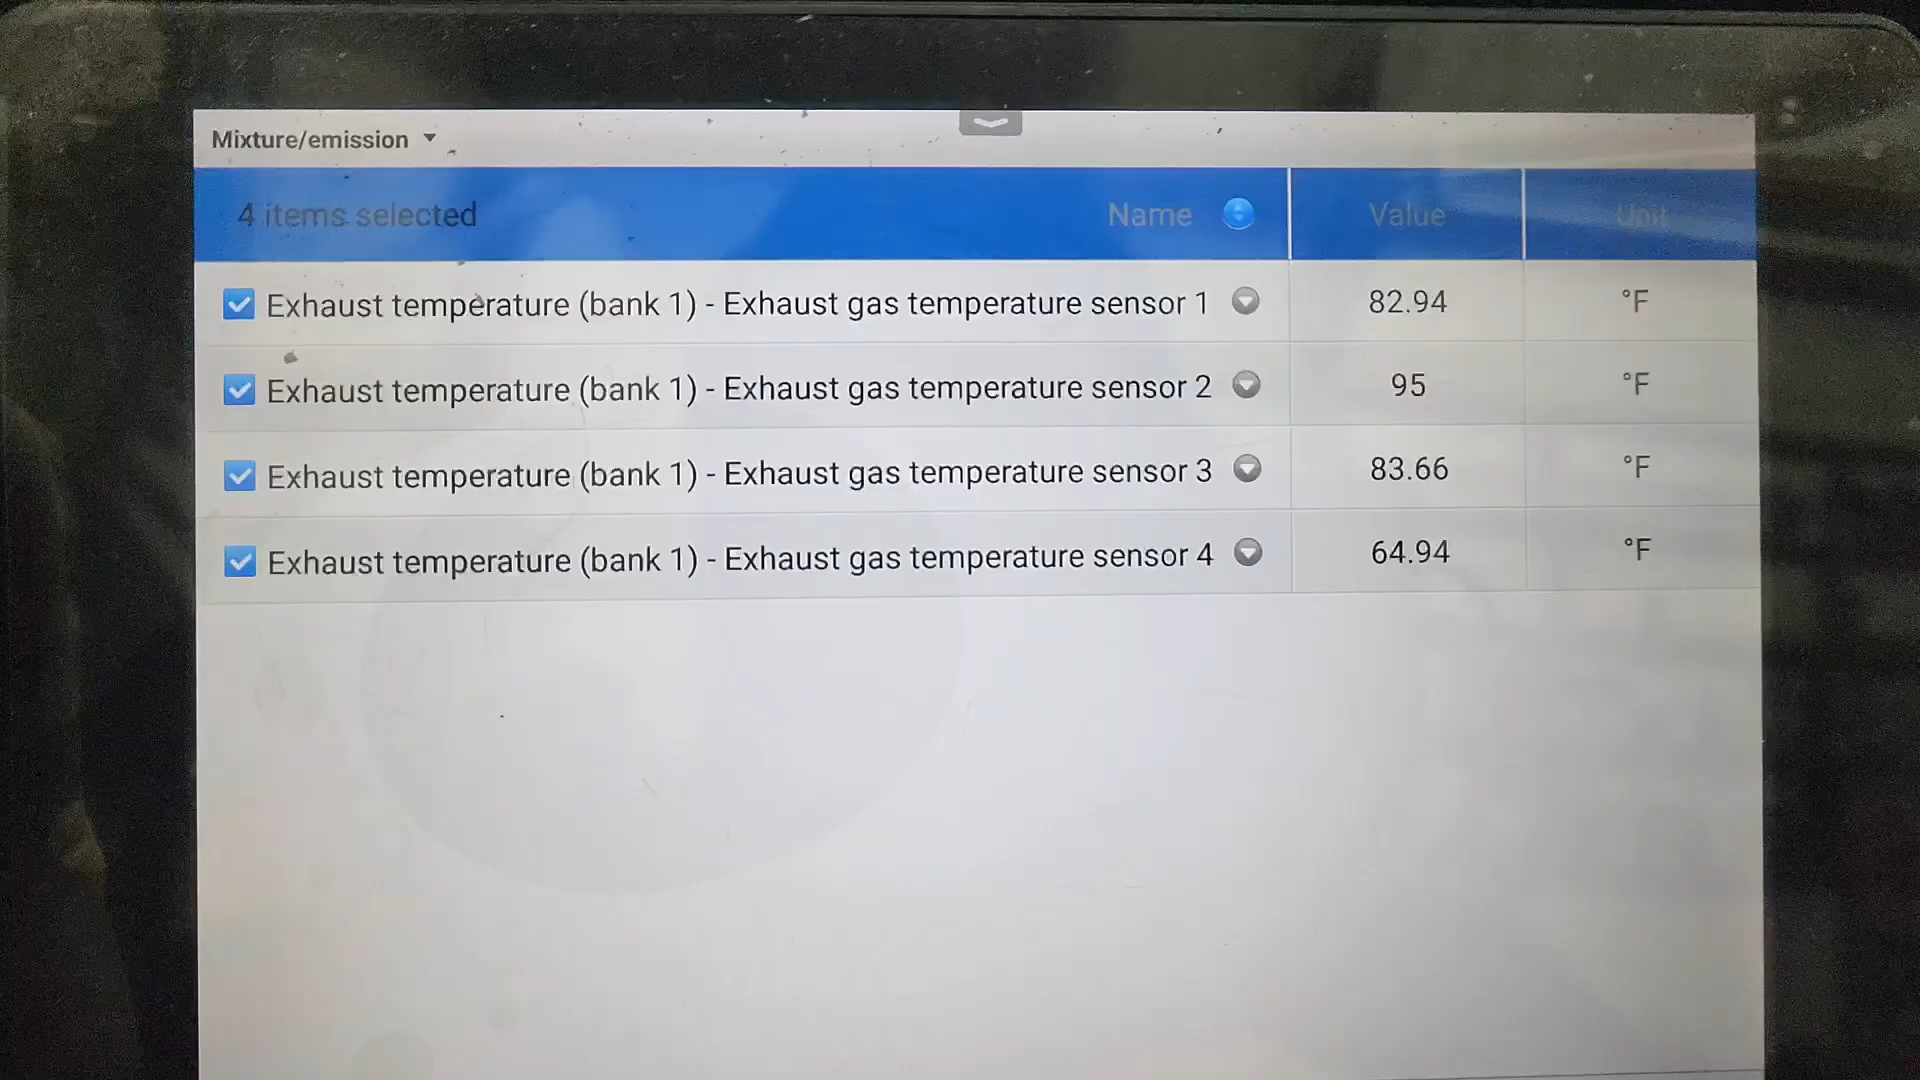 Mixture/emission
4 items selected Name Value Unit
Exhaust temperature (bank 1) - Exhaust gas temperature sensor 1 82.94 °F
Exhaust temperature (bank 1) - Exhaust gas temperature sensor 2 95 °F
Exhaust temperature (bank 1) - Exhaust gas temperature sensor 3 83.66 °F
Exhaust temperature (bank 1) - Exhaust gas temperature sensor 4 64.94 °F